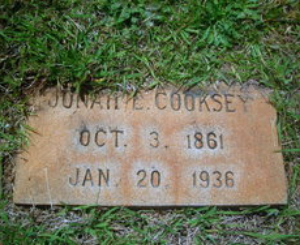 JONAH E. COOKSEY
OCT. 3, 1861
JAN. 20, 1936